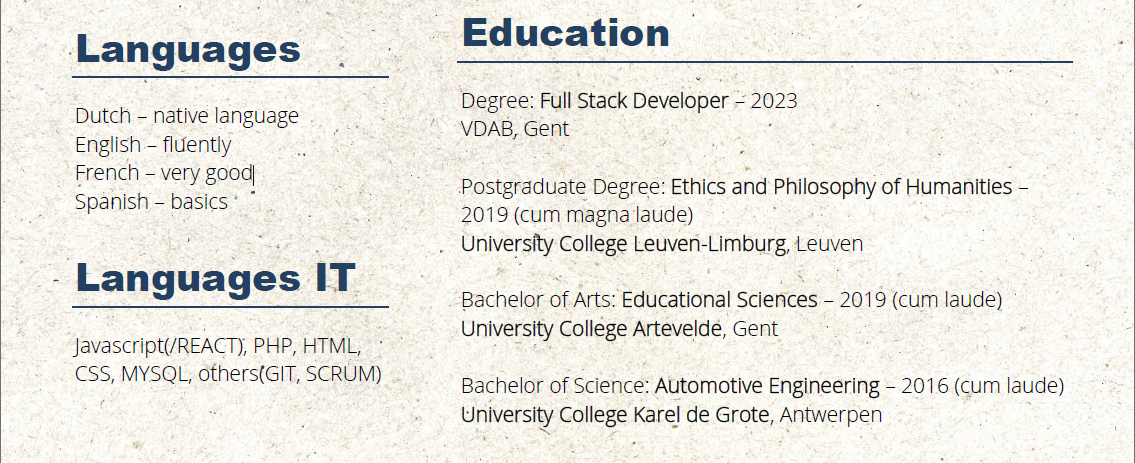 Languages
Dutch – native language
English – fluently
French – very good
Spanish – basics
Languages IT
Javascript(/REACT), PHP, HTML,
CSS, MYSQL, others(GIT, SCRUM)
Education
Degree: Full Stack Developer – 2023
VDAB, Gent
Postgraduate Degree: Ethics and Philosophy of Humanities –
2019 (cum magna laude)
University College Leuven-Limburg, Leuven
Bachelor of Arts: Educational Sciences – 2019 (cum laude)
University College Artevelde, Gent
Bachelor of Science: Automotive Engineering – 2016 (cum laude)
University College Karel de Grote, Antwerpen